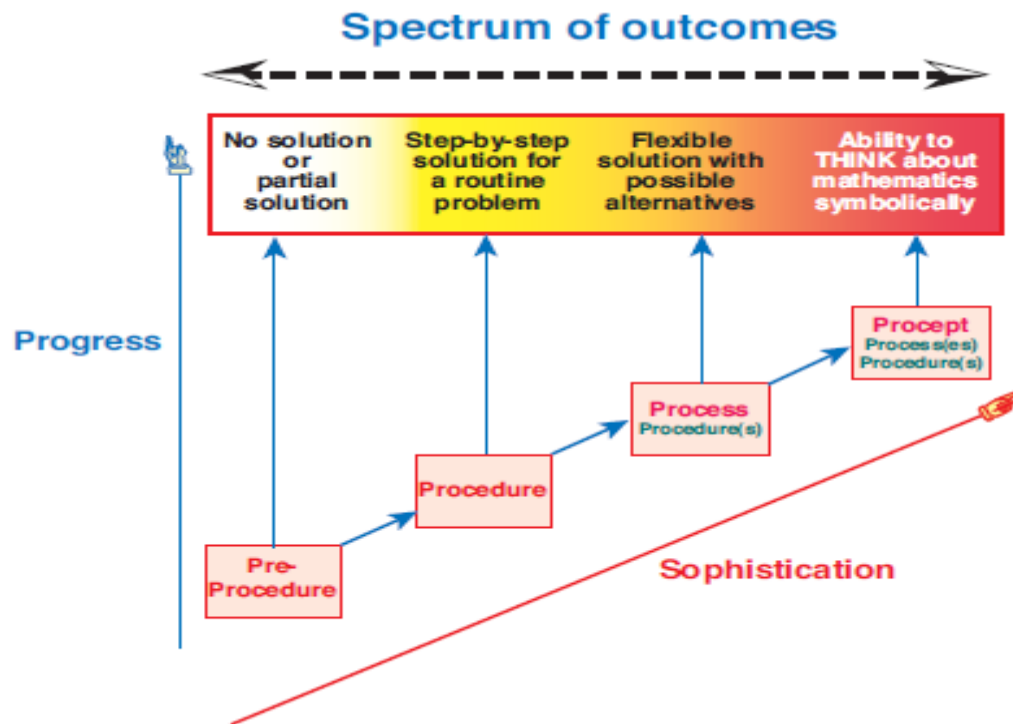 Spectrum of outcomes
No solution
or
partial
solution
Step-by-step
solution for
a routine
problem
Flexible
solution with
possible
alternatives
Ability to
THINK about
mathematics
symbolically
Progress
Procept
Process(es)
Procedure(s)
Process
Procedure(s)
Procedure
Pre-
Procedure
Sophistication